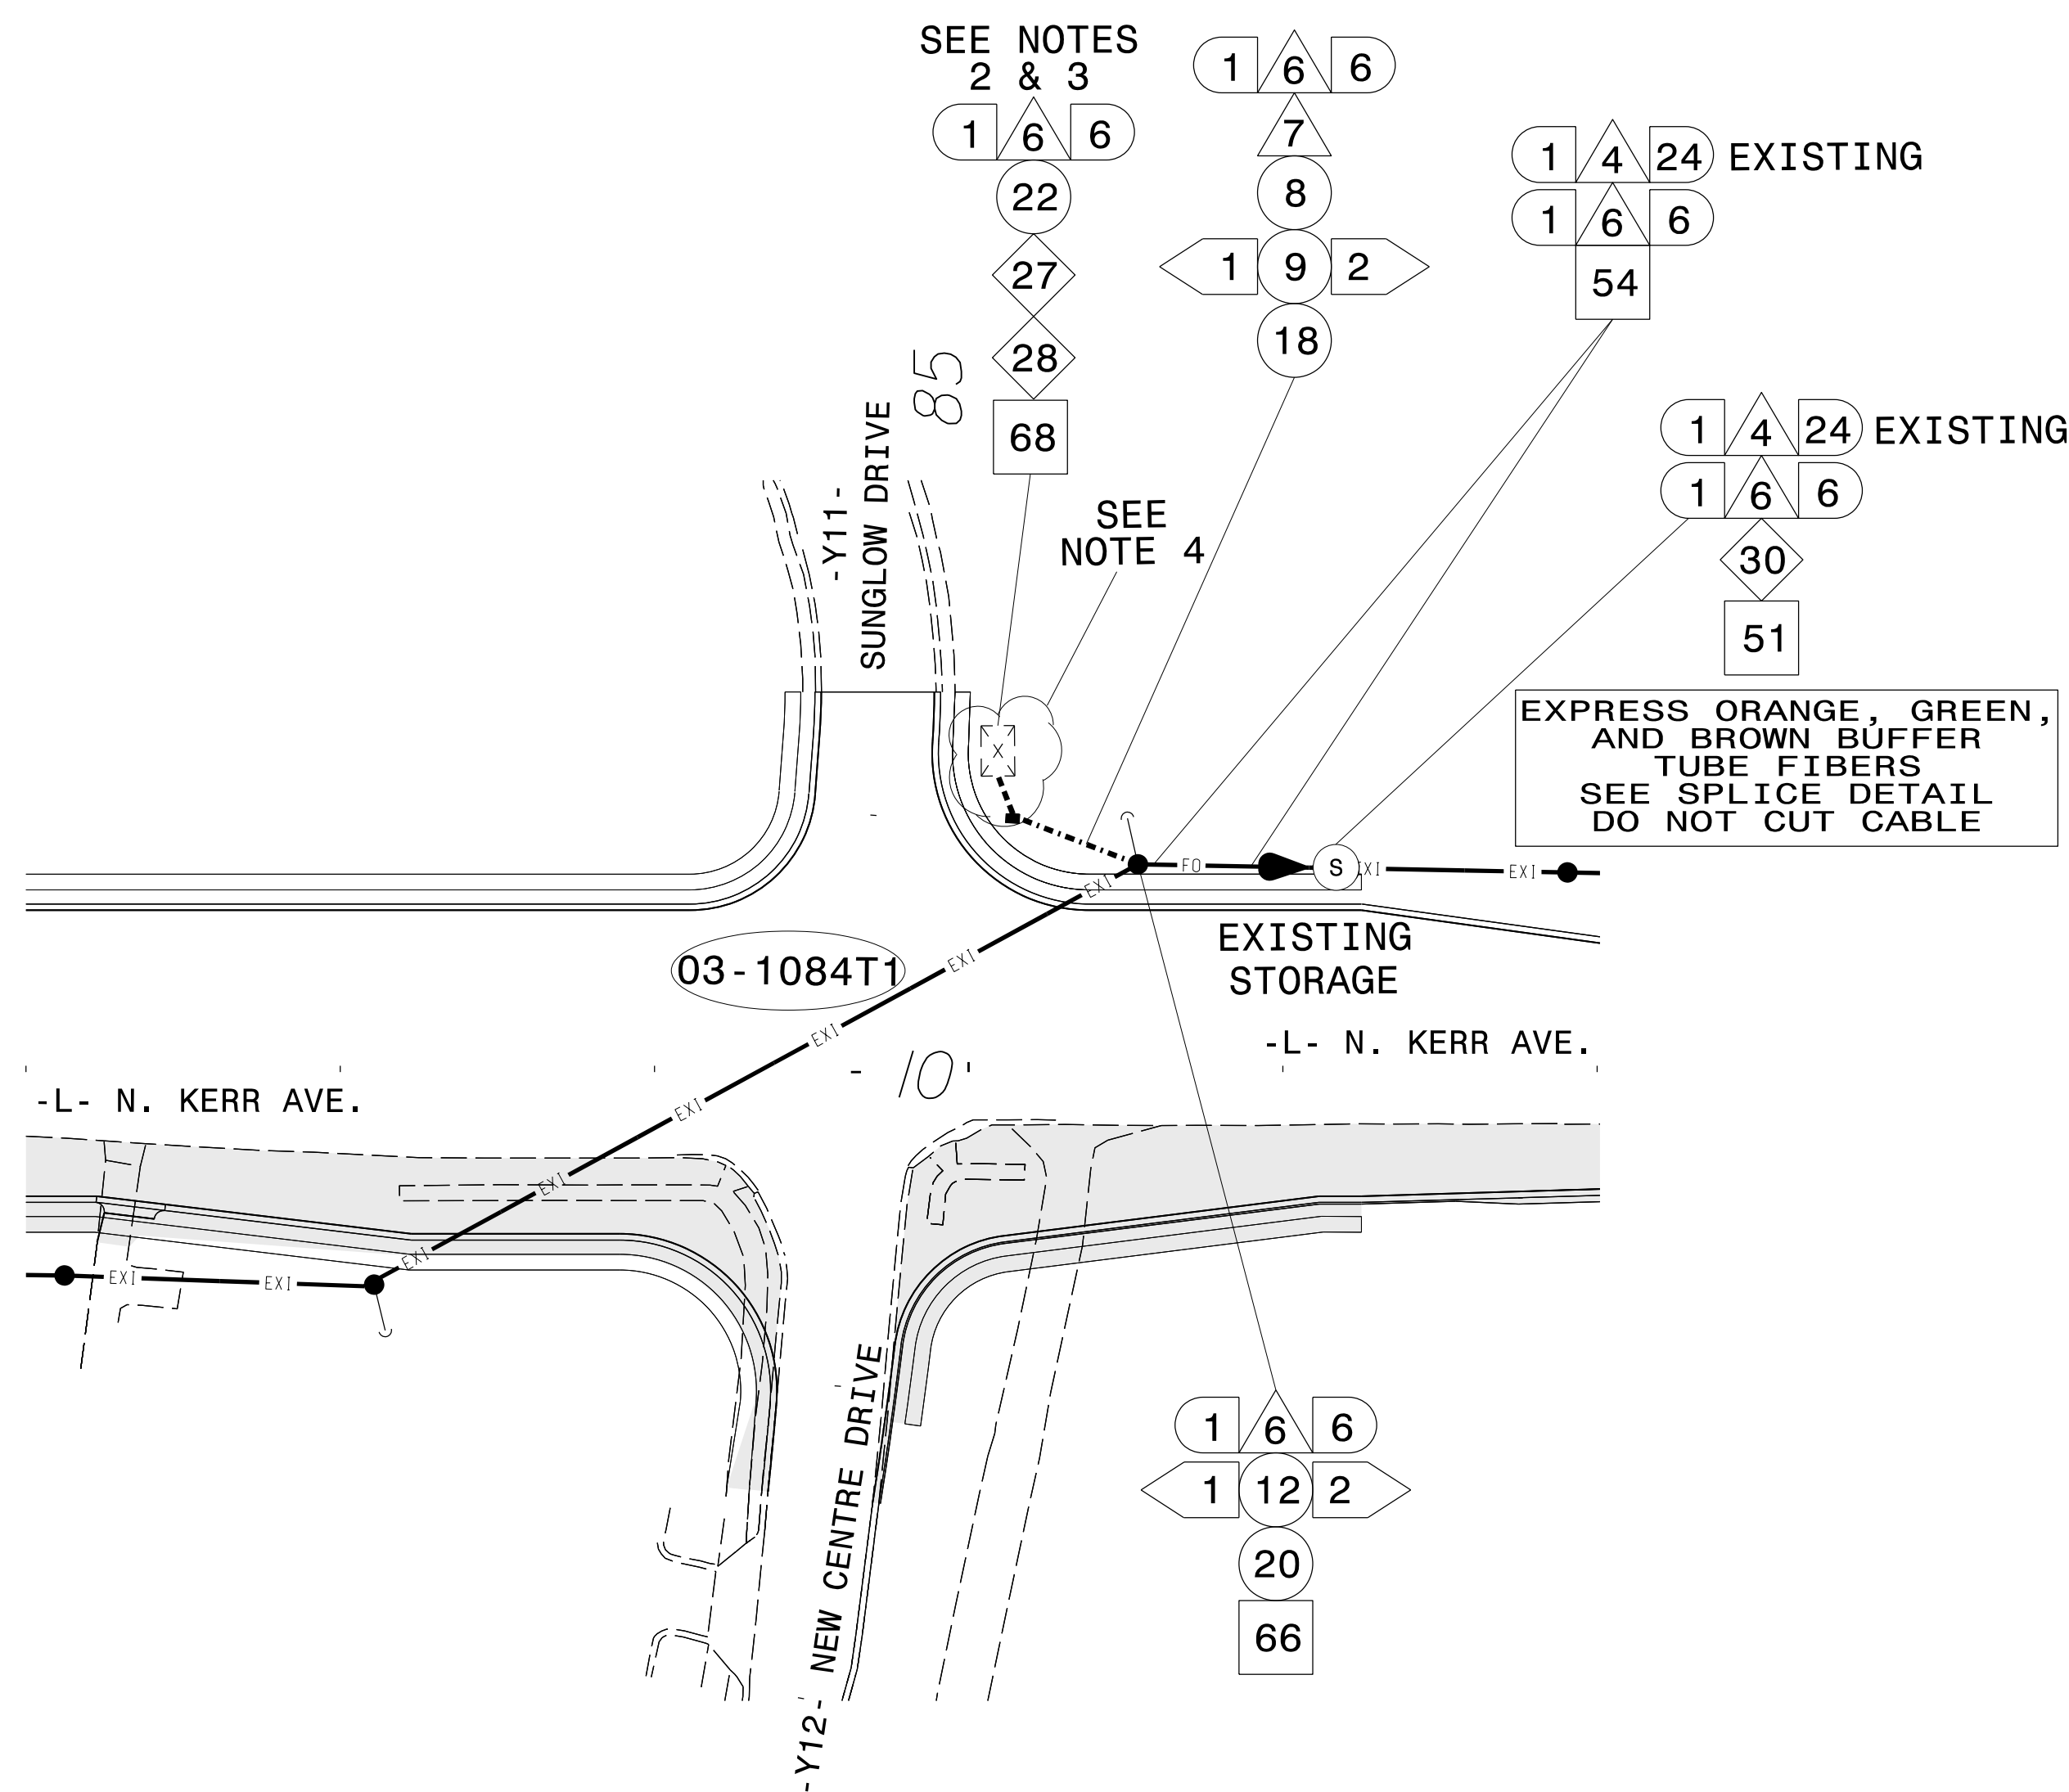 SEE NOTES
2 & 3
1 6 6
22
27
28
68
1 6 6
7
8
1 9 2
18
1 4 24 EXISTING
1 6 6
54
1 4 24 EXISTING
1 6 6
30
51
EXPRESS ORANGE, GREEN,
AND BROWN BUFFER
TUBE FIBERS
SEE SPLICE DETAIL
DO NOT CUT CABLE
85
-Y11-
SUNGLOW DRIVE
SEE
NOTE 4
X
FO
S
EXI
EXI
EXI
EXI
EXI
EXI
EXI
EXI
EXI
EXI
03-1084T1
EXISTING
STORAGE
-L- N. KERR AVE.
10
-L- N. KERR AVE.
-Y12- NEW CENTRE DRIVE
1 6 6
1 12 2
20
66